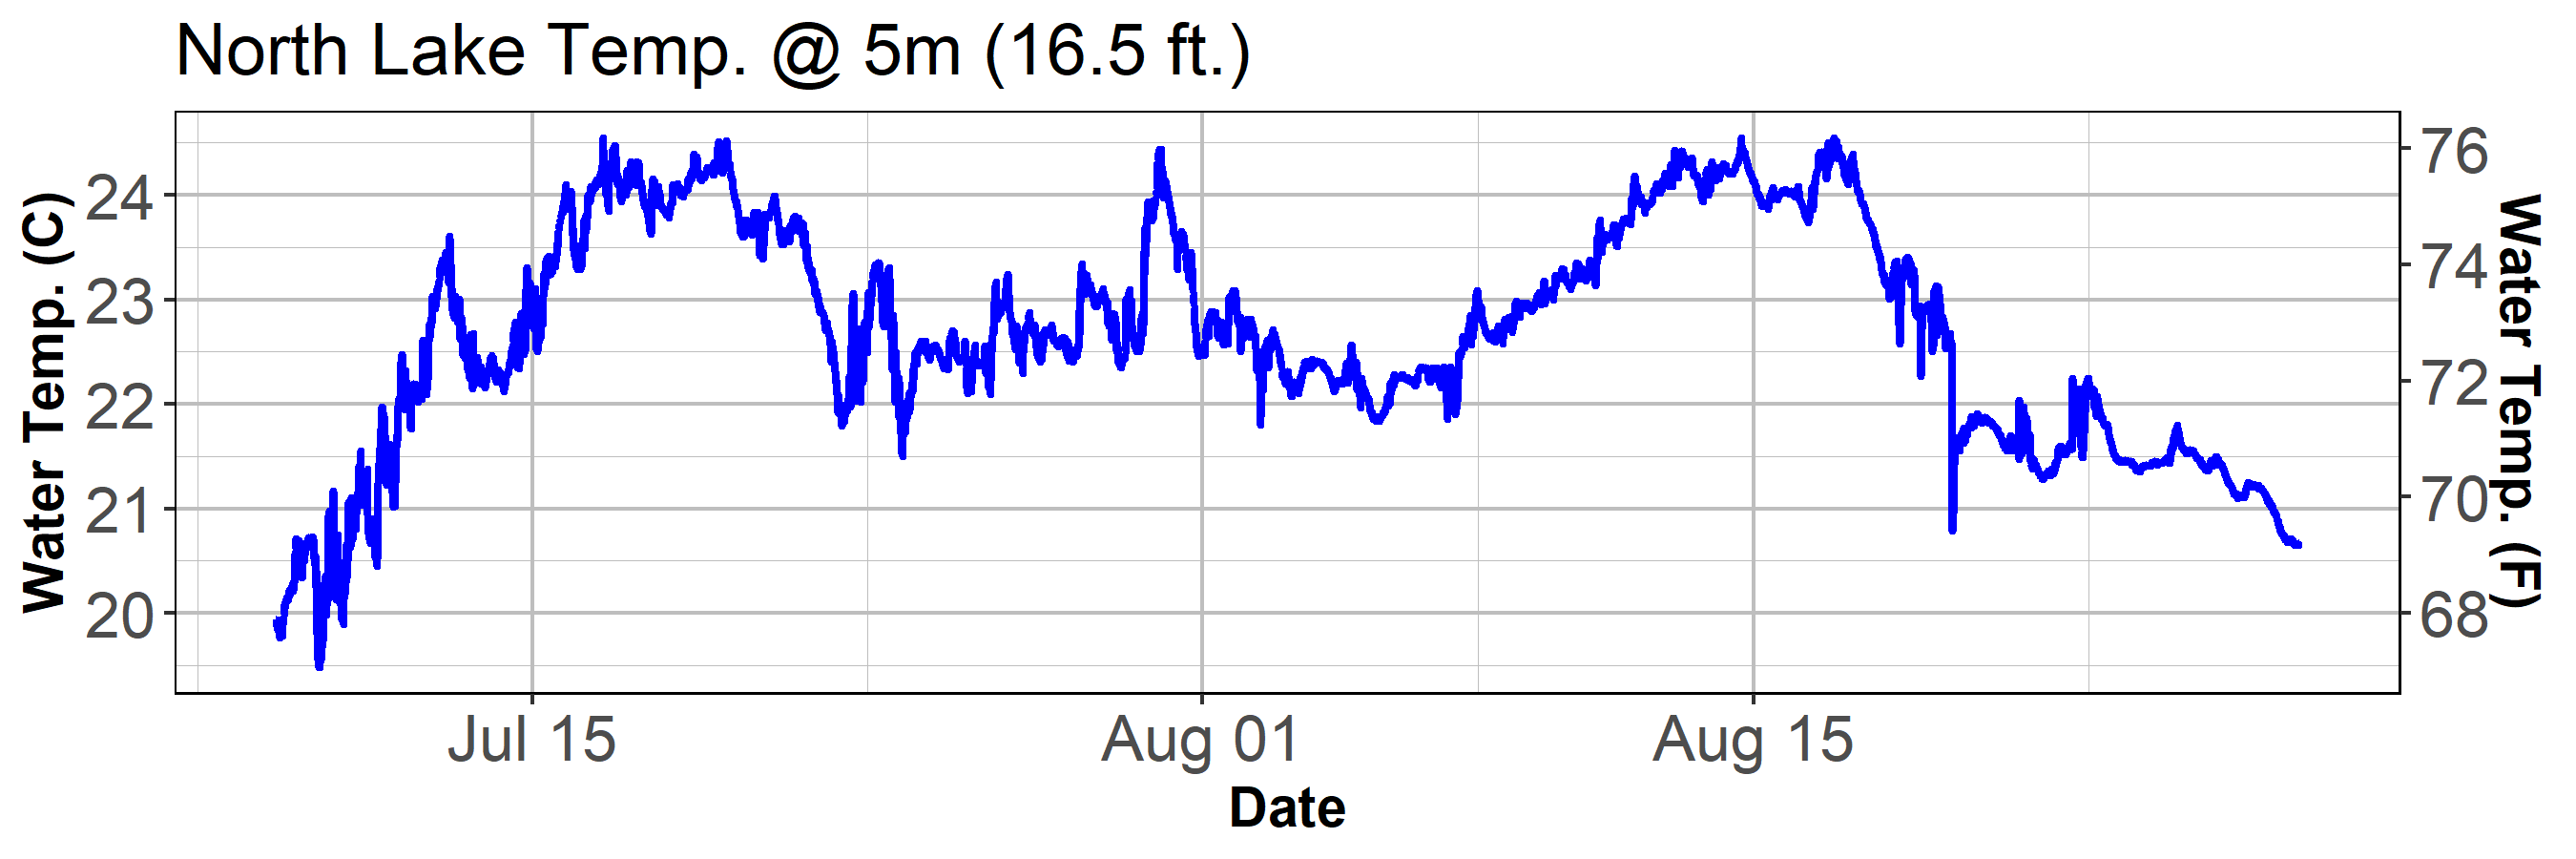 North Lake Temp. @ 5m (16.5 ft.)
Water Temp. (C)
24
23
22
21
20
76
74
72
70
68
Water Temp. (F)
Jul 15 Aug 01 Aug 15
Date